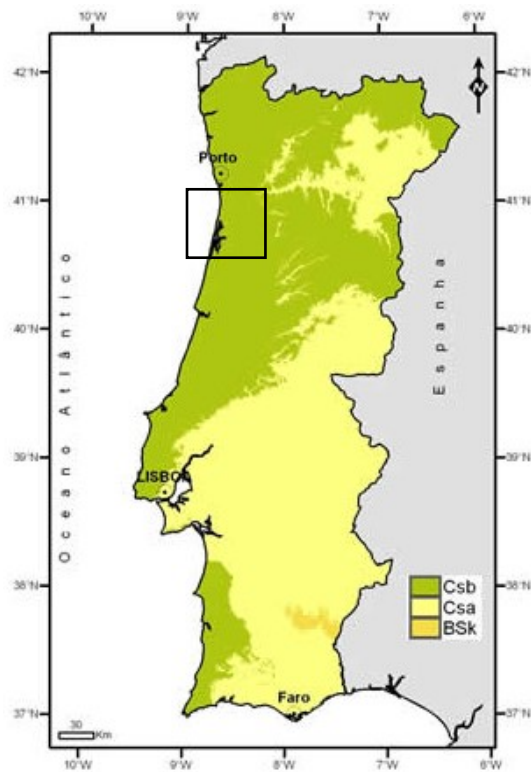 10°W 9°W 8°W 7°W 6°W
42°N 42°N
N
Porto
41°N 41°N
Oceano Atlântico
Espanha
40°N 40°N
39°N 39°N
LISBOA
38°N 38°N
Csb
Csa
BSk
Faro
37°N 37°N
30
Km
10°W 9°W 8°W 7°W 6°W